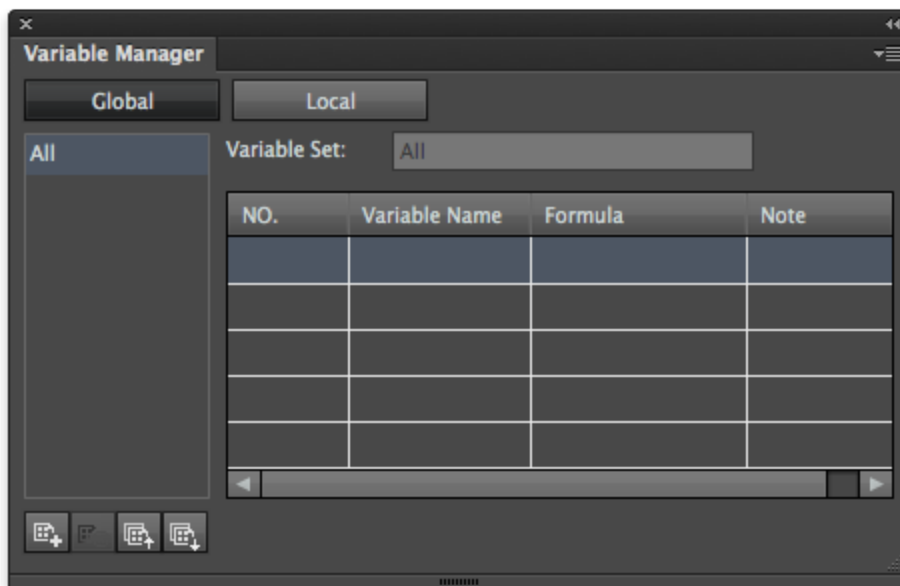 Variable Manager
Global Local
All
Variable Set: All
NO. Variable Name Formula Note